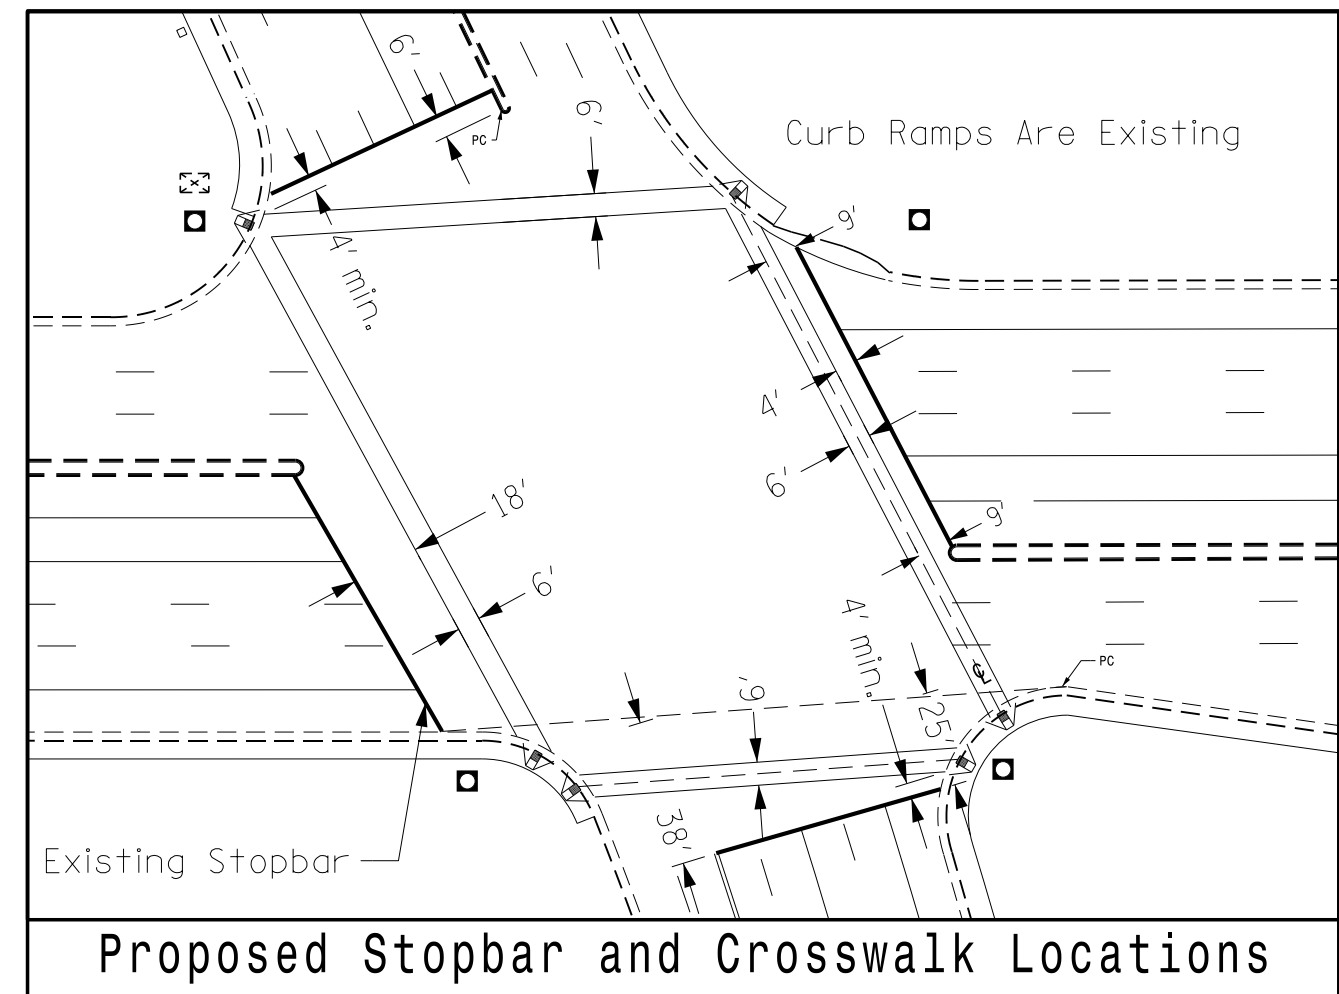 6'
6'
PC
Curb Ramps Are Existing
9'
4' min.
4'
6'
18'
9'
6'
4' min.
PC
6'
25'
38'
Existing Stopbar
Proposed Stopbar and Crosswalk Locations